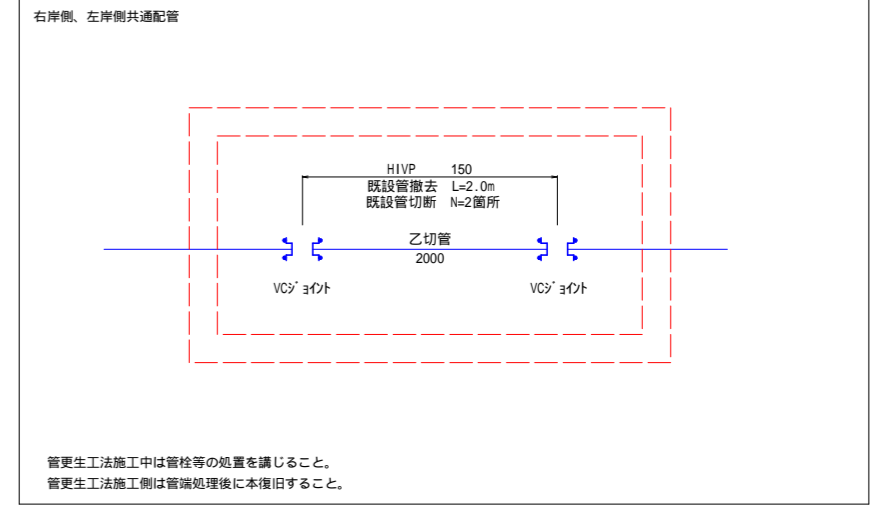 右岸側、左岸側共通配管
HIVP 150
既設管撤去 L=2.0m
既設管切断 N=2箇所
乙切管
2000
VCｼﾞｮｲﾝﾄ
VCｼﾞｮｲﾝﾄ
管更生工法施工中は管栓等の処置を講じること。
管更生工法施工側は管端処理後に本復旧すること。